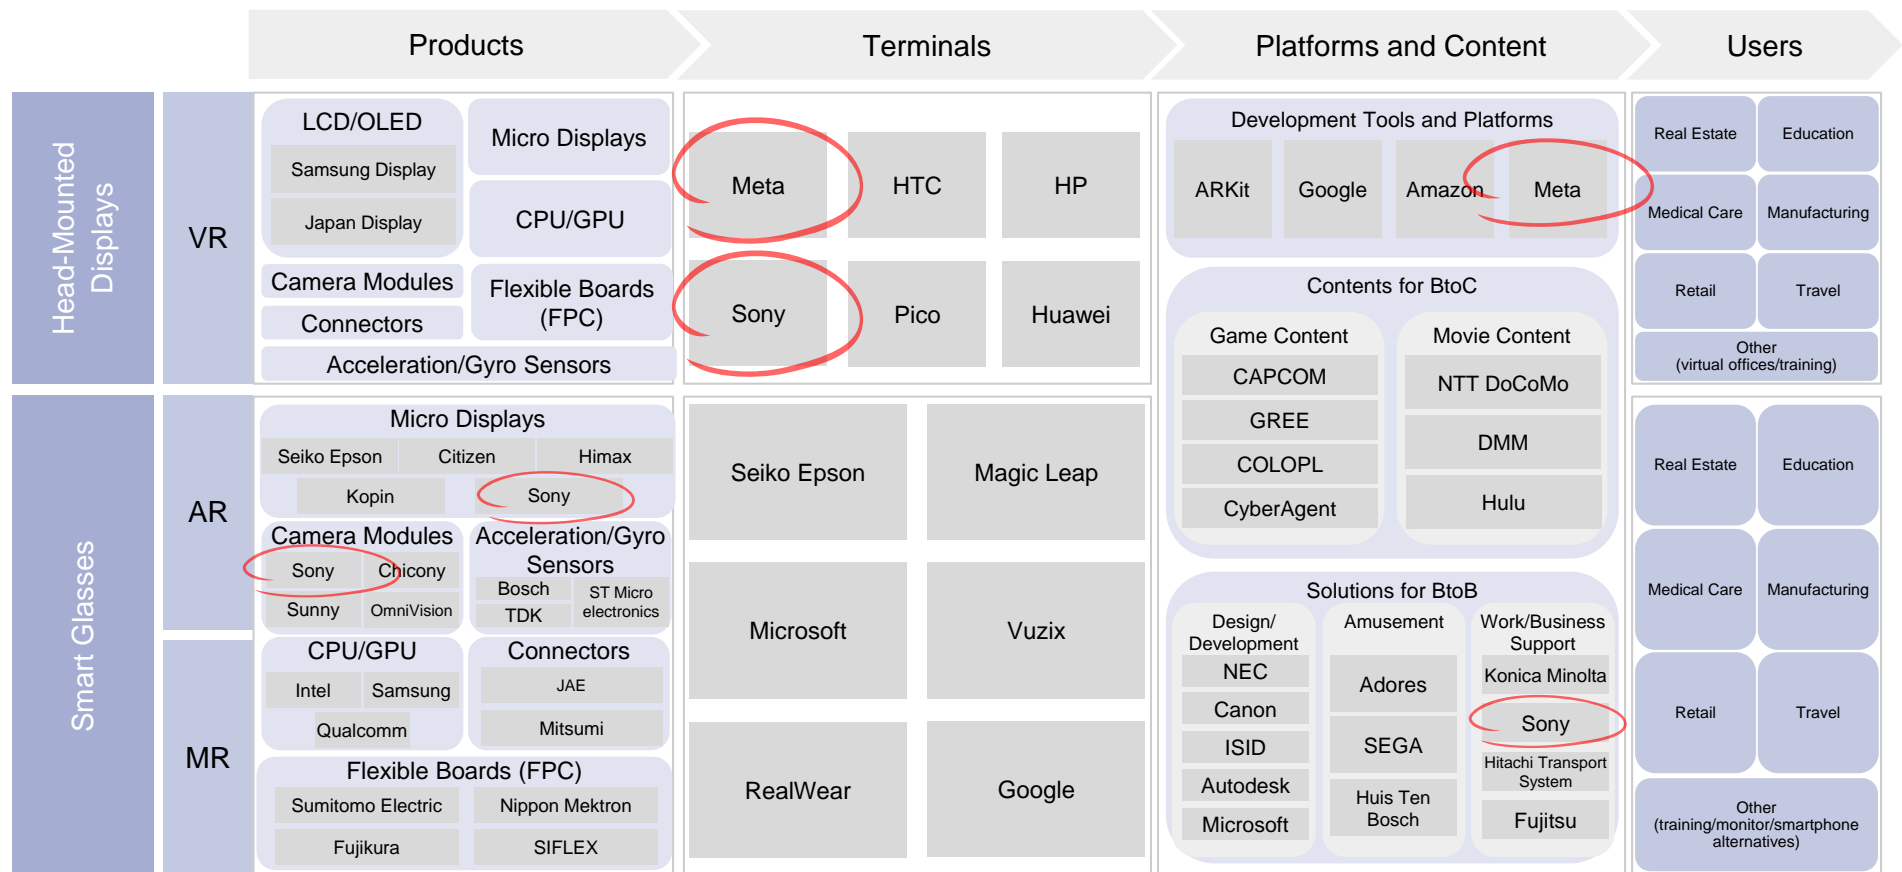 Products
Terminals
Platforms and Content
Users
Head-Mounted
Displays
VR
LCD/OLED
Samsung Display
Japan Display
Micro Displays
CPU/GPU
Camera Modules
Connectors
Flexible Boards
(FPC)
Acceleration/Gyro Sensors
Meta
HTC
HP
Sony
Pico
Huawei
Development Tools and Platforms
ARKit
Google
Amazon
Meta
Contents for BtoC
Game Content
CAPCOM
GREE
COLOPL
CyberAgent
Movie Content
NTT DoCoMo
DMM
Hulu
Real Estate
Education
Medical Care
Manufacturing
Retail
Travel
Other
(virtual offices/training)
Smart Glasses
AR
MR
Micro Displays
Seiko Epson
Citizen
Himax
Kopin
Sony
Camera Modules
Sony
Chicony
Sunny
OmniVision
Acceleration/Gyro
Sensors
Bosch
TDK
ST Micro
electronics
CPU/GPU
Intel
Samsung
Qualcomm
Connectors
JAE
Mitsumi
Flexible Boards (FPC)
Sumitomo Electric
Nippon Mektron
Fujikura
SIFLEX
Seiko Epson
Magic Leap
Microsoft
Vuzix
RealWear
Google
Solutions for BtoB
Design/
Development
NEC
Canon
ISID
Autodesk
Microsoft
Amusement
Adores
SEGA
Huis Ten
Bosch
Work/Business
Support
Konica Minolta
Sony
Hitachi Transport
System
Fujitsu
Real Estate
Education
Medical Care
Manufacturing
Retail
Travel
Other
(training/monitor/smartphone
alternatives)